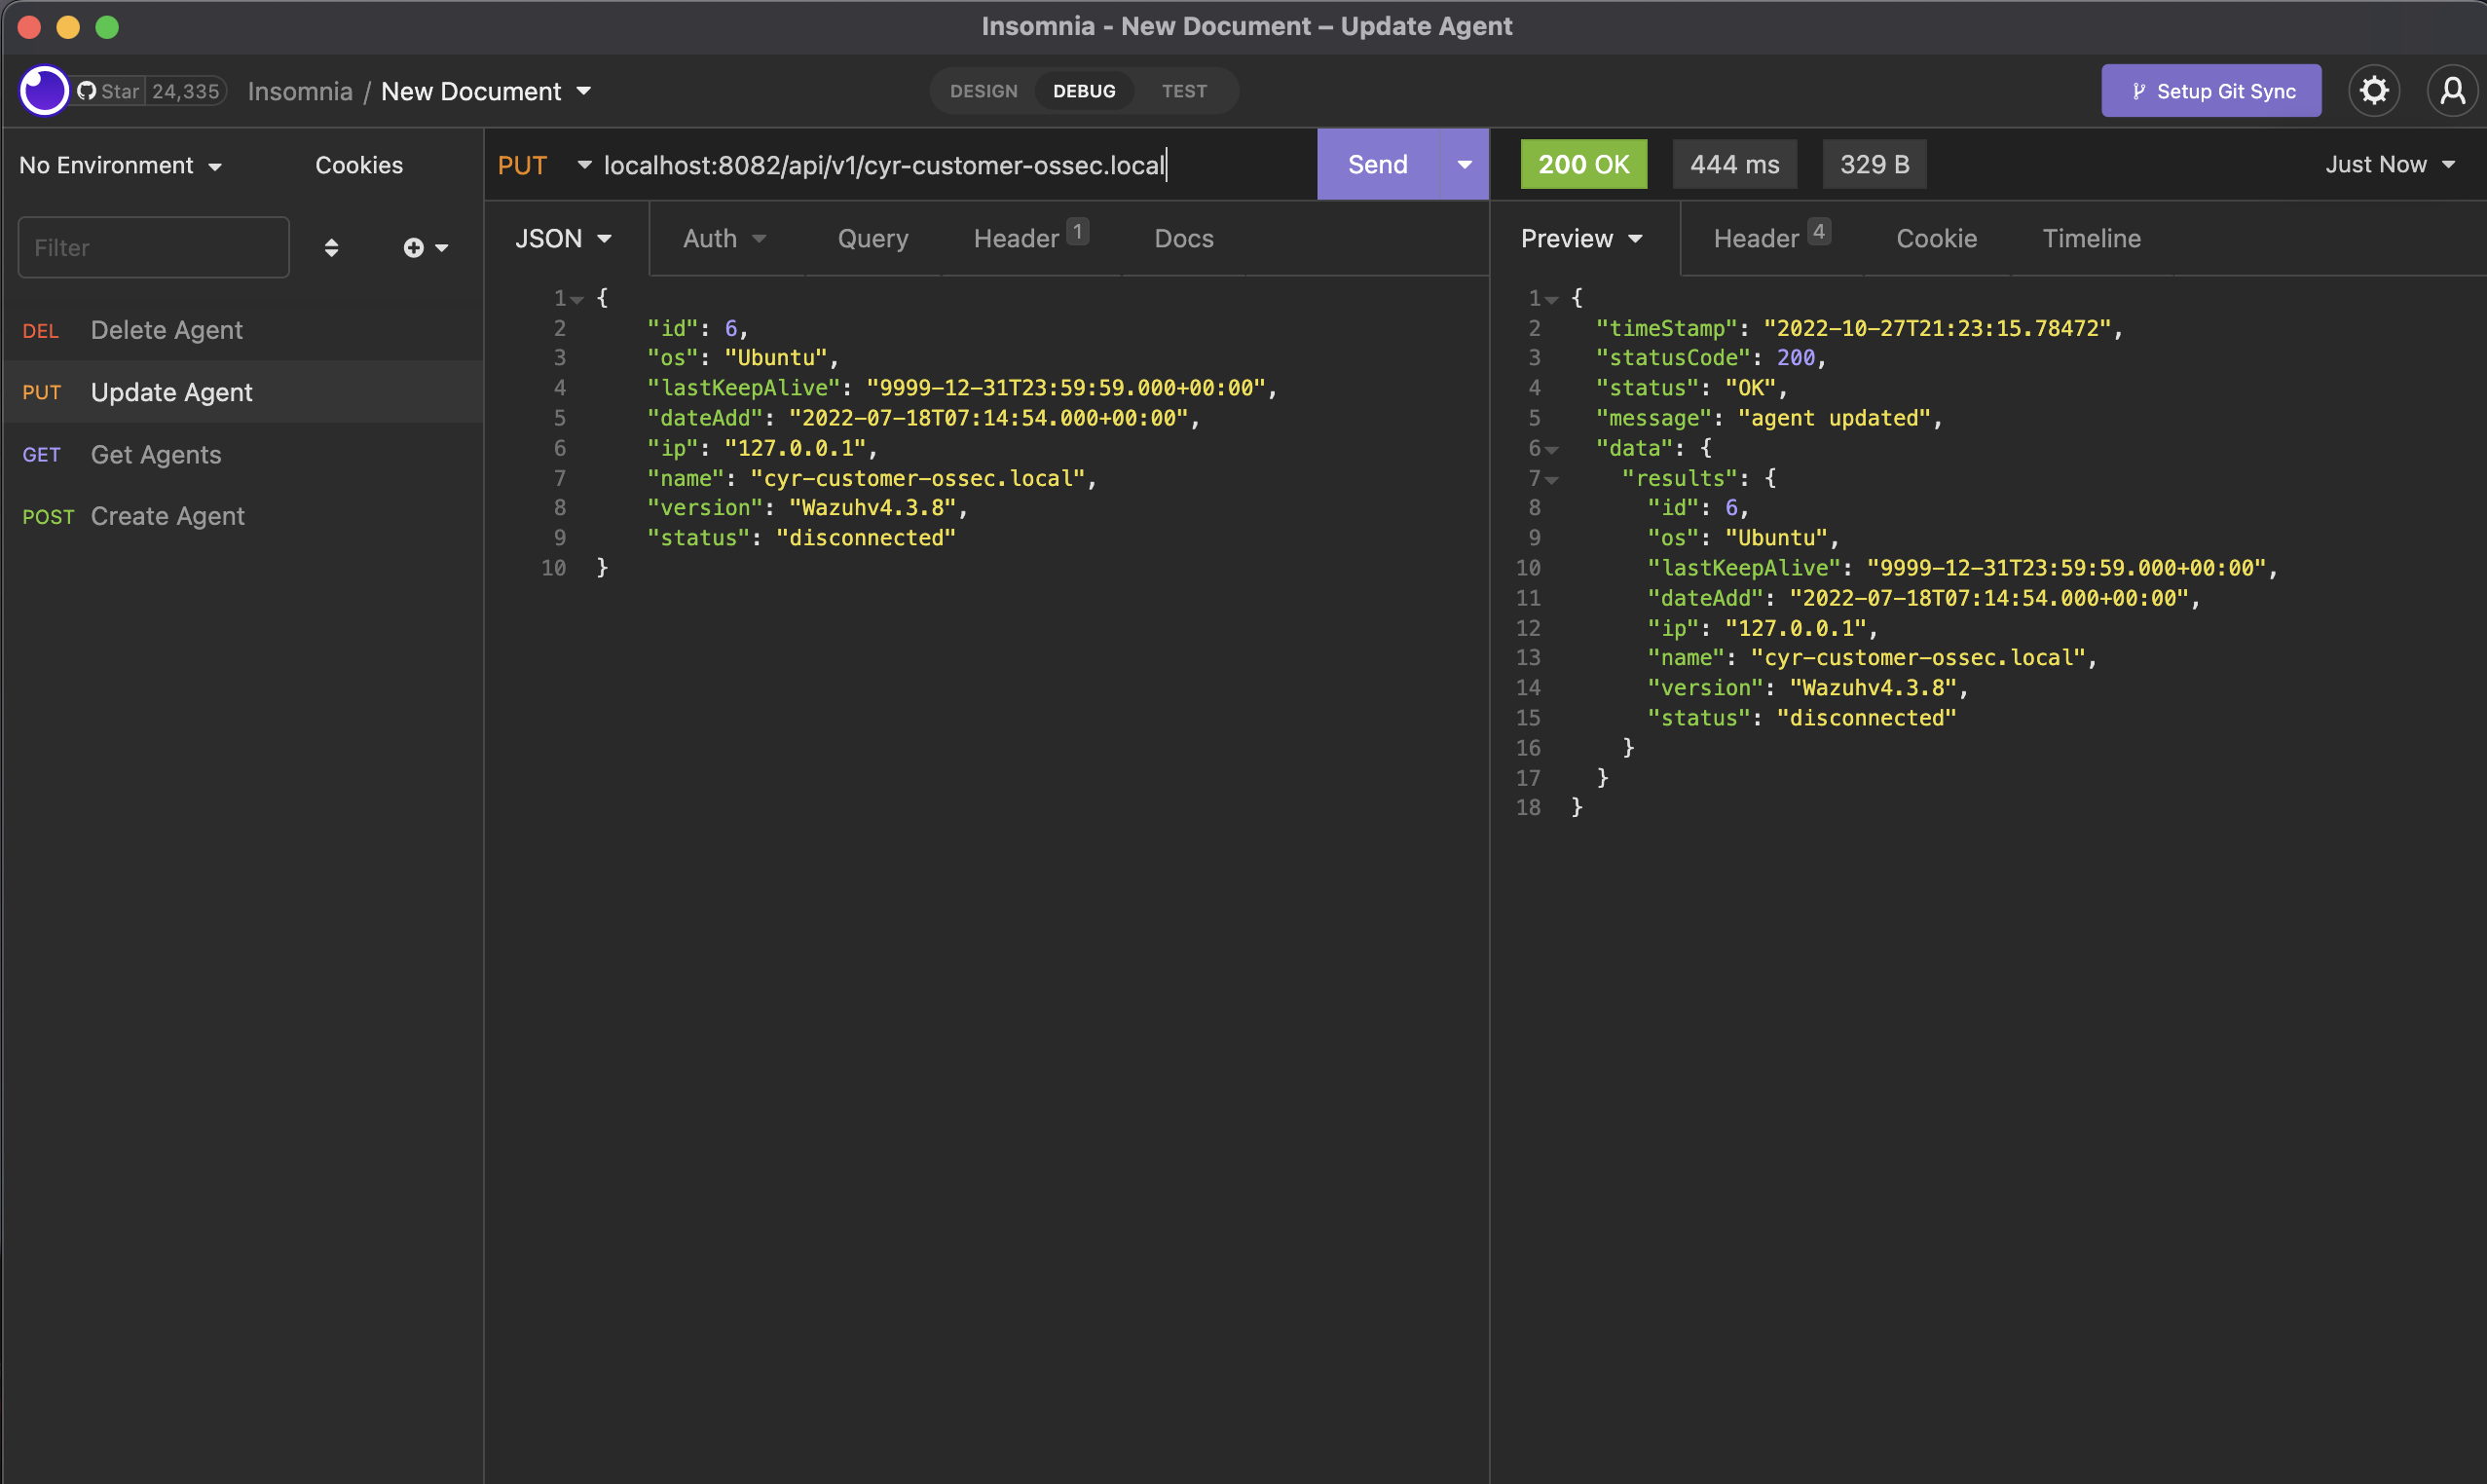 Insomnia - New Document – Update Agent
Star 24,335 Insomnia / New Document DESIGN DEBUG TEST Setup Git Sync
No Environment Cookies
Filter
DEL Delete Agent
PUT Update Agent
GET Get Agents
POST Create Agent
PUT localhost:8082/api/v1/cyr-customer-ossec.local Send
JSON Auth Query Header 1 Docs
1 {
2 "id": 6,
3 "os": "Ubuntu",
4 "lastKeepAlive": "9999-12-31T23:59:59.000+00:00",
5 "dateAdd": "2022-07-18T07:14:54.000+00:00",
6 "ip": "127.0.0.1",
7 "name": "cyr-customer-ossec.local",
8 "version": "Wazuhv4.3.8",
9 "status": "disconnected"
10 }
200 OK 444 ms 329 B Just Now
Preview Header 4 Cookie Timeline
1 {
2 "timeStamp": "2022-10-27T21:23:15.78472",
3 "statusCode": 200,
4 "status": "OK",
5 "message": "agent updated",
6 "data": {
7 "results": {
8 "id": 6,
9 "os": "Ubuntu",
10 "lastKeepAlive": "9999-12-31T23:59:59.000+00:00",
11 "dateAdd": "2022-07-18T07:14:54.000+00:00",
12 "ip": "127.0.0.1",
13 "name": "cyr-customer-ossec.local",
14 "version": "Wazuhv4.3.8",
15 "status": "disconnected"
16 }
17 }
18 }